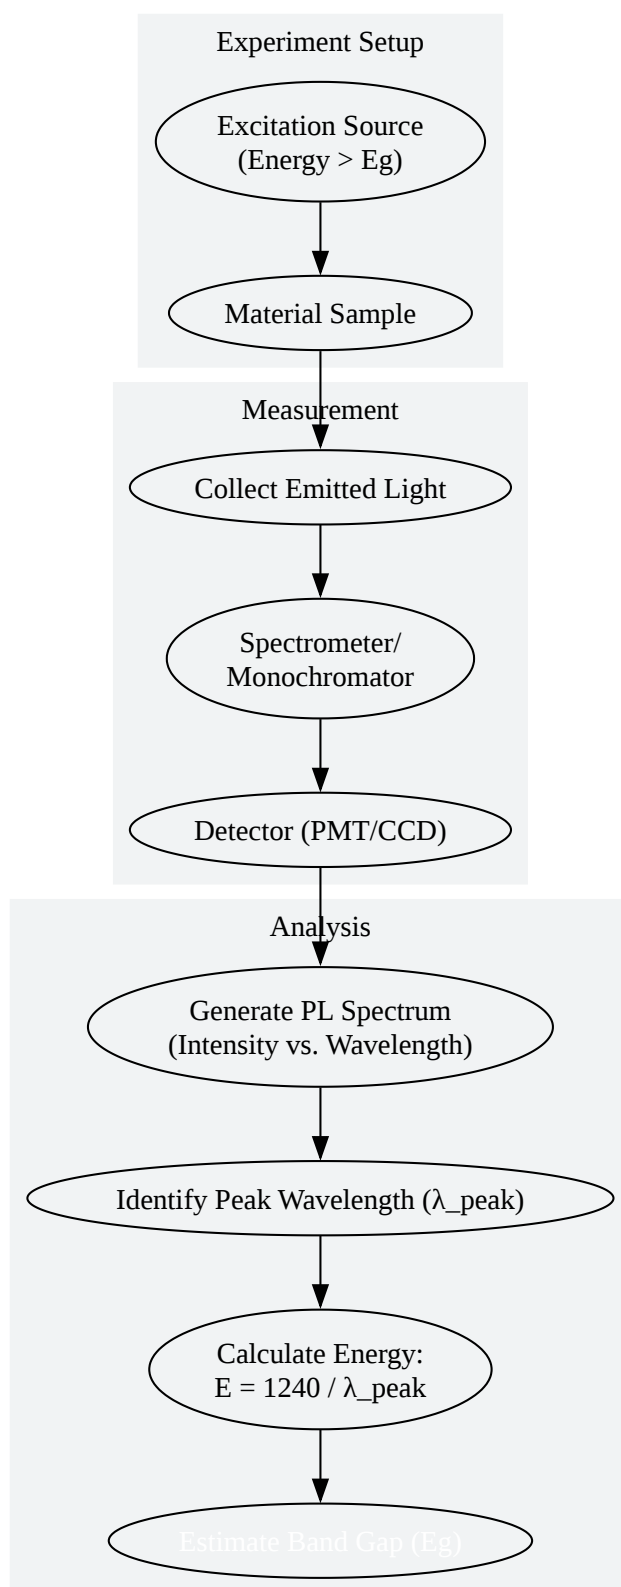 Experiment Setup
Excitation Source
(Energy > Eg)
Material Sample
Measurement
Collect Emitted Light
Spectrometer/
Monochromator
Detector (PMT/CCD)
Analysis
Generate PL Spectrum
(Intensity vs. Wavelength)
Identify Peak Wavelength (λ_peak)
Calculate Energy:
E = 1240 / λ_peak
Estimate Band Gap (Eg)